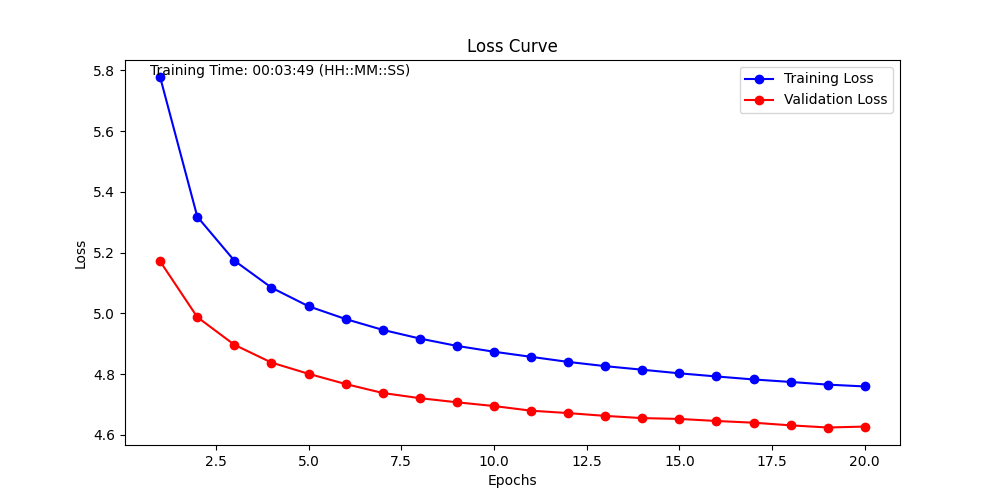 Loss Curve
Training Time: 00:03:49 (HH::MM::SS)
Training Loss
Validation Loss
5.8
5.6
5.4
5.2
5.0
4.8
4.6
Loss
2.5 5.0 7.5 10.0 12.5 15.0 17.5 20.0
Epochs